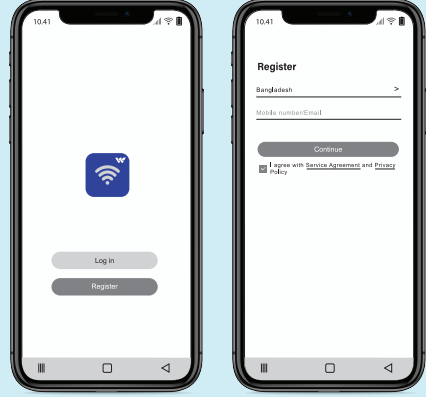 10.41
W
Log in
Register
10.41
Register
Bangladesh >
Mobile number/Email
Continue
I agree with Service Agreement and Privacy
Policy